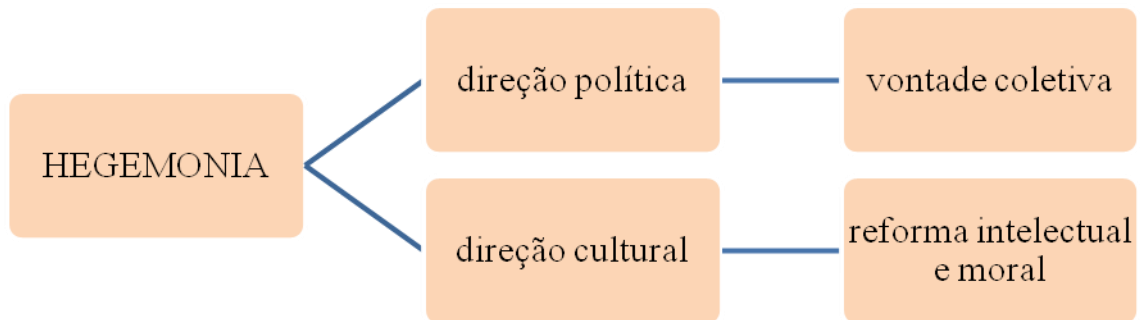 HEGEMONIA
direção política
vontade coletiva
direção cultural
reforma intelectual
e moral